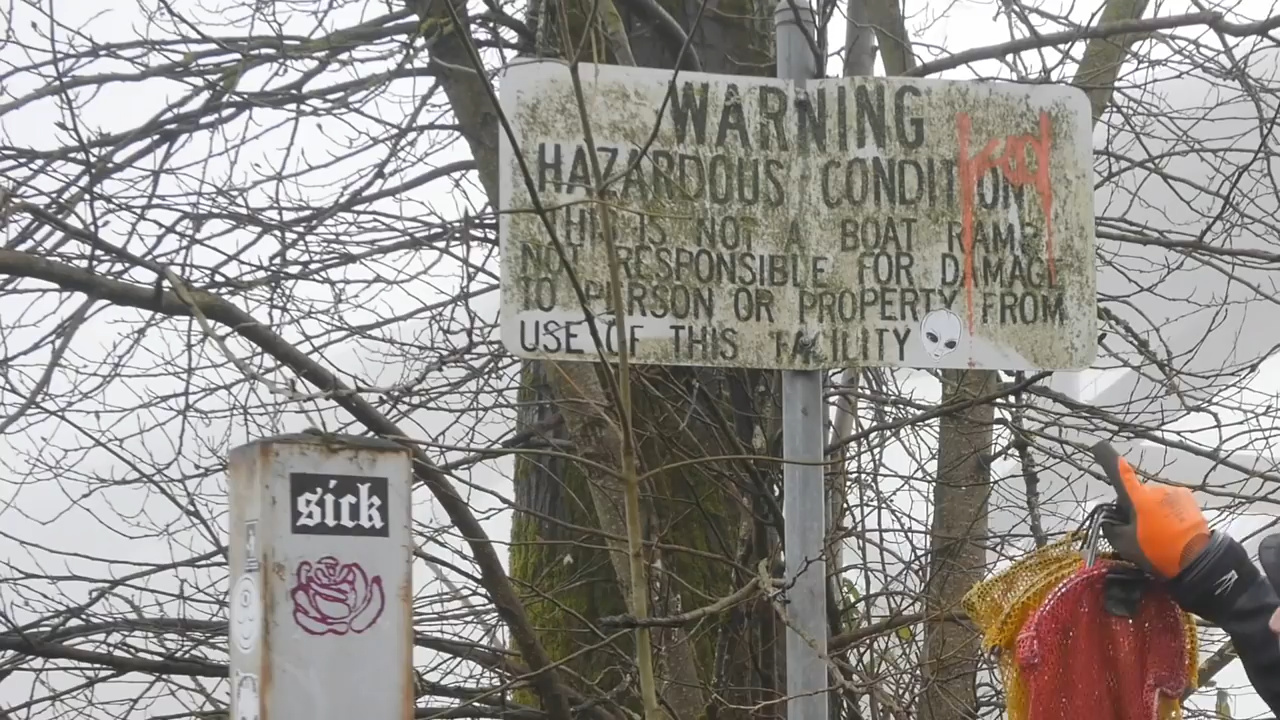 WARNING
HAZARDOUS CONDITION
THIS IS NOT A BOAT RAMP
NOT RESPONSIBLE FOR DAMAGE
TO PERSON OR PROPERTY FROM
USE OF THIS FACILITY
sick